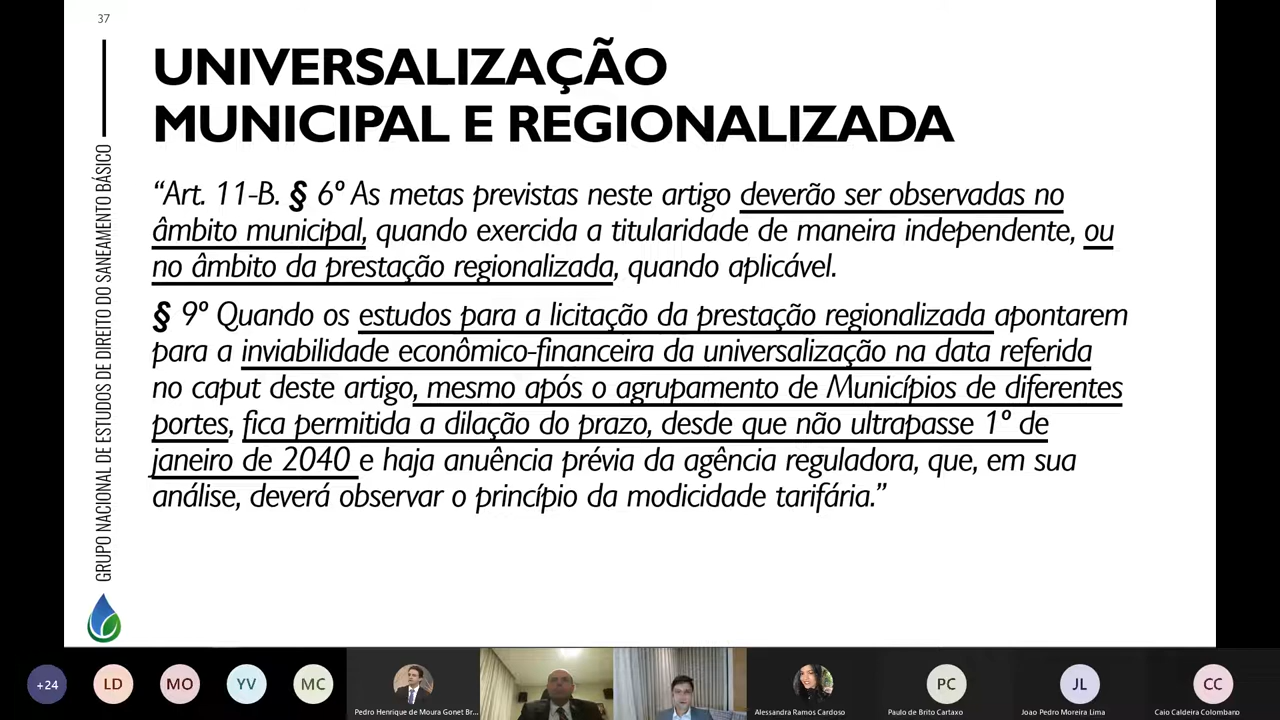 37
UNIVERSALIZAÇÃO
MUNICIPAL E REGIONALIZADA
GRUPO NACIONAL DE ESTUDOS DE DIREITO DO SANEAMENTO BÁSICO
“Art. 11-B. § 6º As metas previstas neste artigo deverão ser observadas no
âmbito municipal, quando exercida a titularidade de maneira independente, ou
no âmbito da prestação regionalizada, quando aplicável.
§ 9º Quando os estudos para a licitação da prestação regionalizada apontarem
para a inviabilidade econômico-financeira da universalização na data referida
no caput deste artigo, mesmo após o agrupamento de Municípios de diferentes
portes, fica permitida a dilação do prazo, desde que não ultrapasse 1º de
janeiro de 2040 e haja anuência prévia da agência reguladora, que, em sua
análise, deverá observar o princípio da modicidade tarifária.”
+24
LD
MO
YV
MC
PC
JL
CC
Pedro Henrique de Moura Gonet Br...
Alessandra Ramos Cardoso
Paulo de Brito Cartaxo
Joao Pedro Moreira Lima
Caio Caldeira Colombano